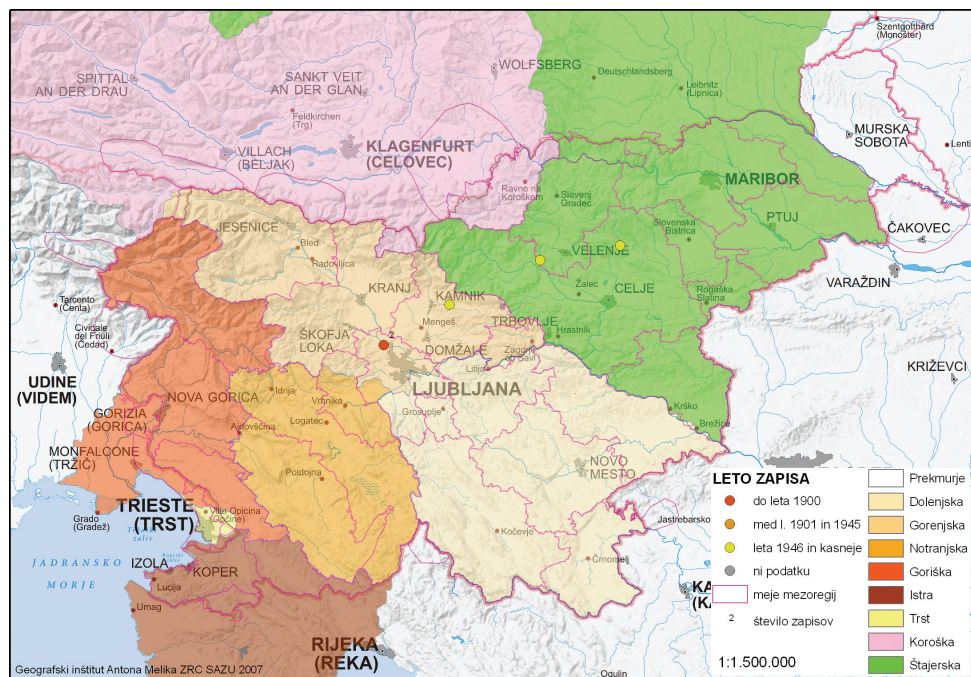 Szentgotthárd
(Monošter)
WOLFSBERG
SPITTAL
AN DER DRAU
SANKT VEIT
AN DER GLAN
Deutschlandsberg
Leibnitz
(Lipnica)
Feldkirchen
(Trg)
MURSKA
SOBOTA
Lenti
VILLACH
(BELJAK)
KLAGENFURT
(CELOVEC)
Ravne na
Koroškem
Slovenj
Gradec
MARIBOR
PTUJ
JESENICE
Bled
Radovljica
Slovenska
Bistrica
ČAKOVEC
VELENJE
VARAŽDIN
KRANJ
KAMNIK
Žalec
CELJE
Rogaška
Slatina
Tarcento
(Čenta)
Cividale
del Friuli
(Čedad)
Mengeš
TRBOVLJE
Hrastnik
ŠKOFJA
LOKA
2
DOMŽALE
Zagorje
ob Savi
Litija
UDINE
(VIDEM)
KRIŽEVCI
LJUBLJANA
Idrija
NOVA GORICA
Vrhnika
Grosuplje
Krško
Brežice
GORIZIA
(GORICA)
Ajdovščina
Logatec
MONFALCONE
(TRŽIČ)
NOVO
MESTO
Postojna
TRIESTE
(TRST)
Ville Opicina
(Opčine)
Grado
(Gradež)
Tržaški
zaliv
Jastrebarsko
Kočevje
Črnomelj
JADRANSKO
MORJE
IZOLA
Koprski
zaliv
KOPER
Lucija
Umag
RIJEKA
(REKA)
Ogulin
LETO ZAPISA
do leta 1900
med l. 1901 in 1945
leta 1946 in kasneje
ni podatku
meje mezoregij
2 število zapisov
1:1.500.000
Prekmurje
Dolenjska
Gorenjska
Notranjska
Goriška
Istra
Trst
Koroška
Štajerska
Geografski inštitut Antona Melika ZRC SAZU 2007